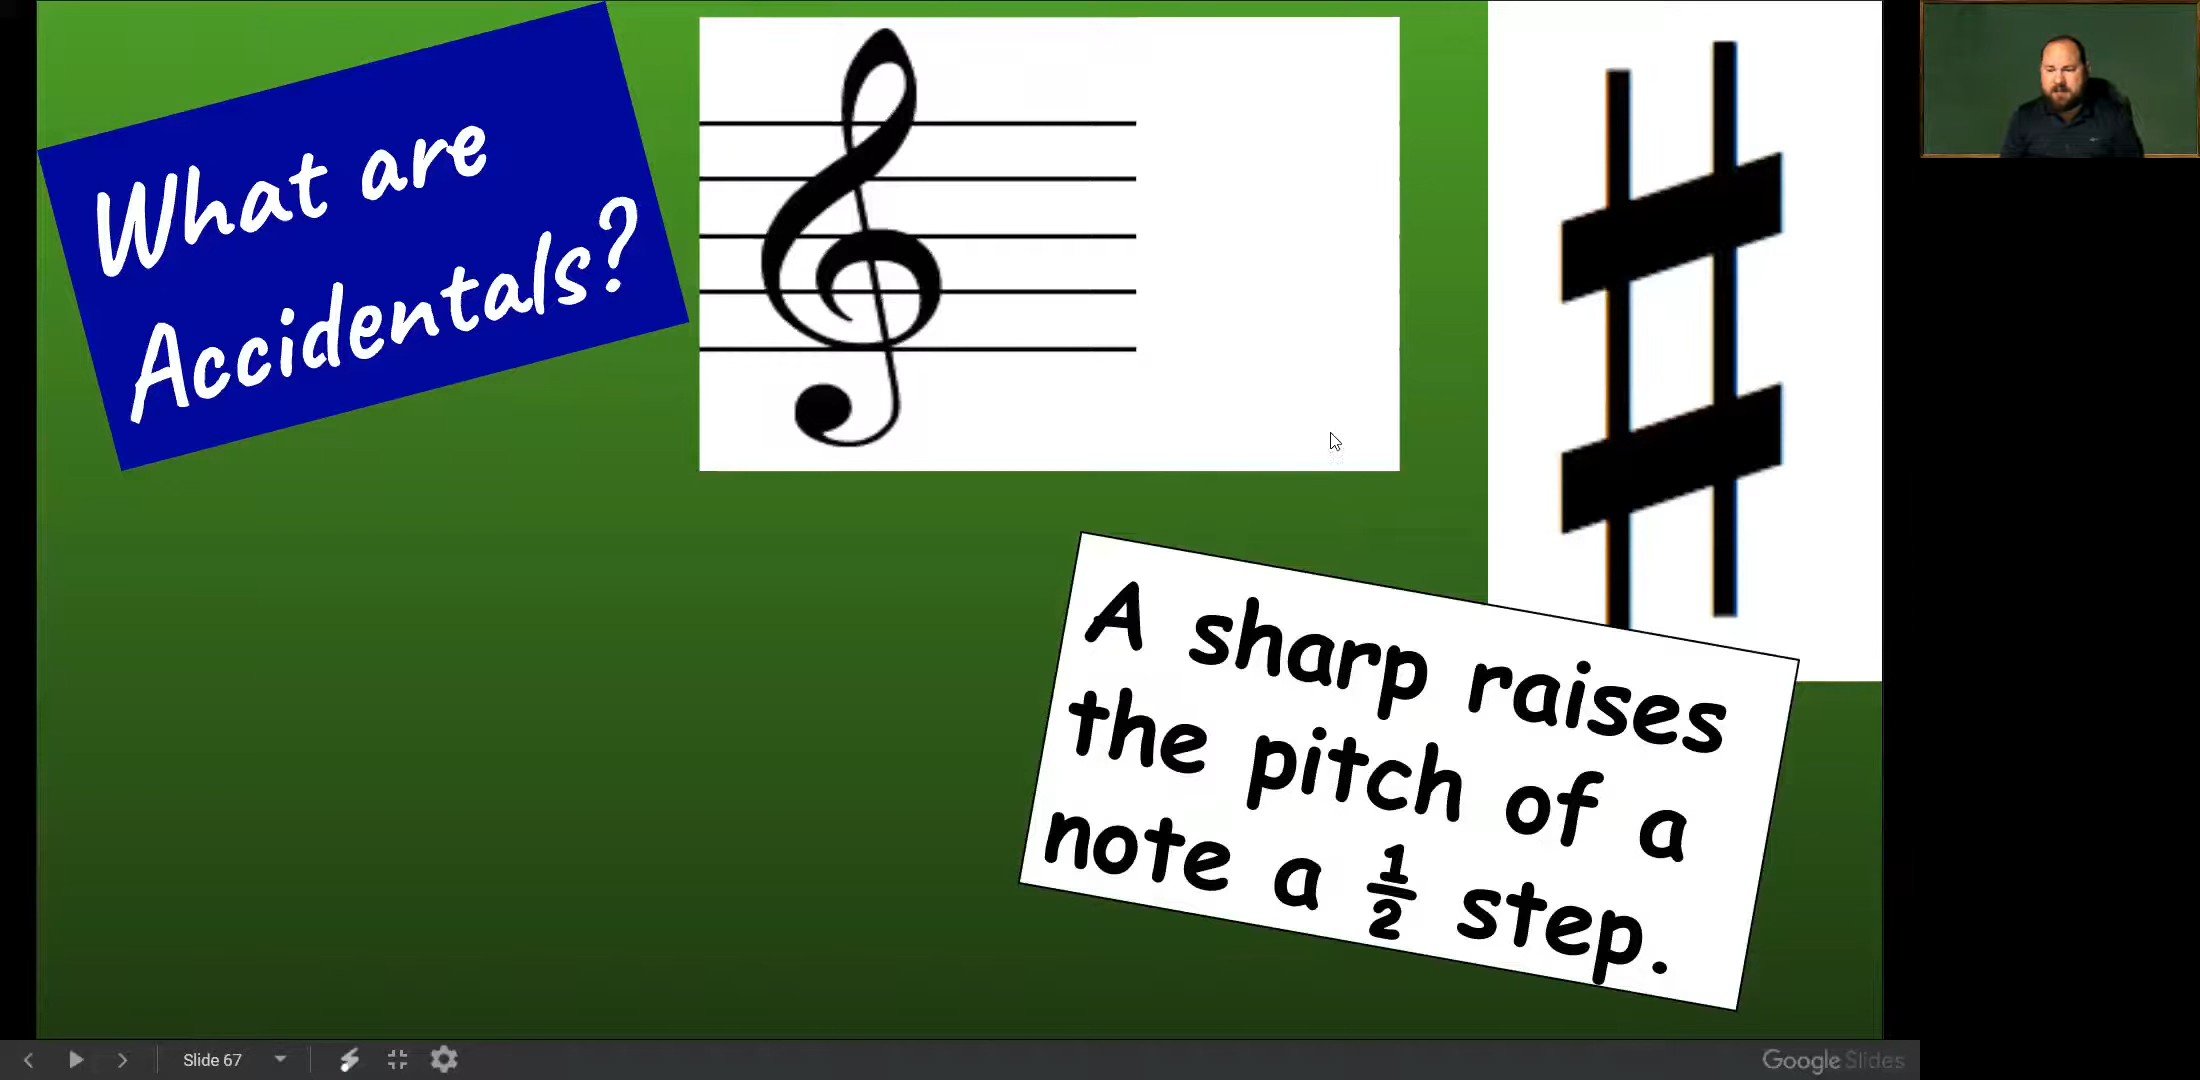 What are
Accidentals?
A sharp raises
the pitch of a
note a ½ step.
Slide 67
Google Slides